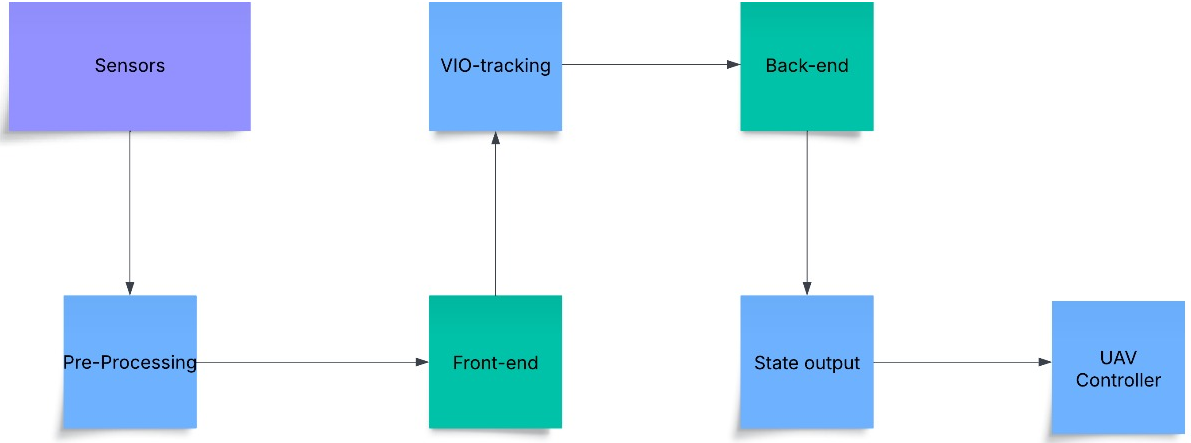 Sensors
VIO-tracking
Back-end
Pre-Processing
Front-end
State output
UAV
Controller